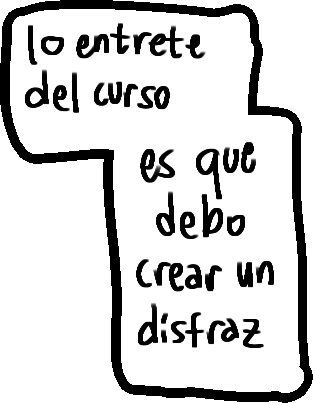 lo entrete
del curso
es que
debo
crear un
disfraz